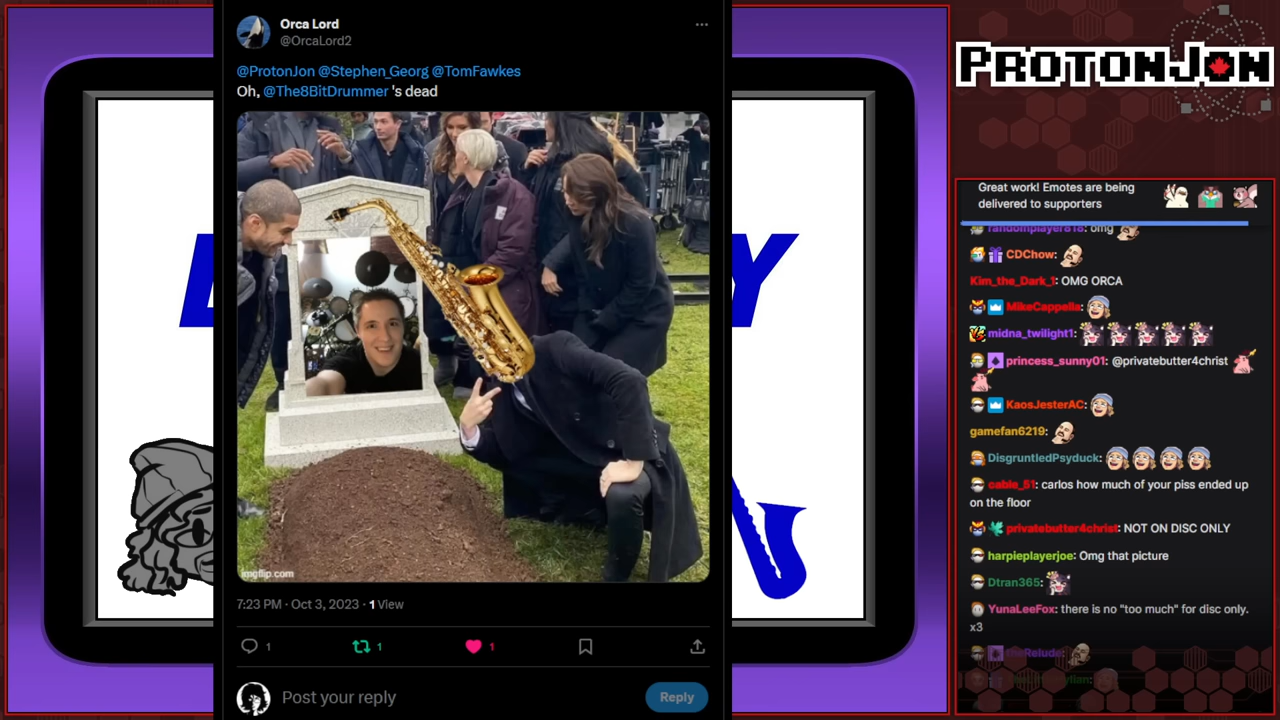 Orca Lord
@OrcaLord2
@ProtonJon @Stephen_Georg @TomFawkes
Oh, @The8BitDrummer 's dead
imgflip.com
7:23 PM · Oct 3, 2023 · 1 View
1
1
1
Post your reply
Reply
Y
PROTONJON
Great work! Emotes are being
delivered to supporters
randomplayer818: omg
CDChow:
Kim_the_Dark_1: OMG ORCA
MikeCappella:
midna_twilight1:
princess_sunny01: @privatebutter4christ
KaosJesterAC:
gamefan6219:
DisgruntledPsyduck:
cable_51: carlos how much of your piss ended up
on the floor
privatebutter4christ: NOT ON DISC ONLY
harpieplayerjoe: Omg that picture
Dtran365:
YunaLeeFox: there is no "too much" for disc only.
x3
theRelude: